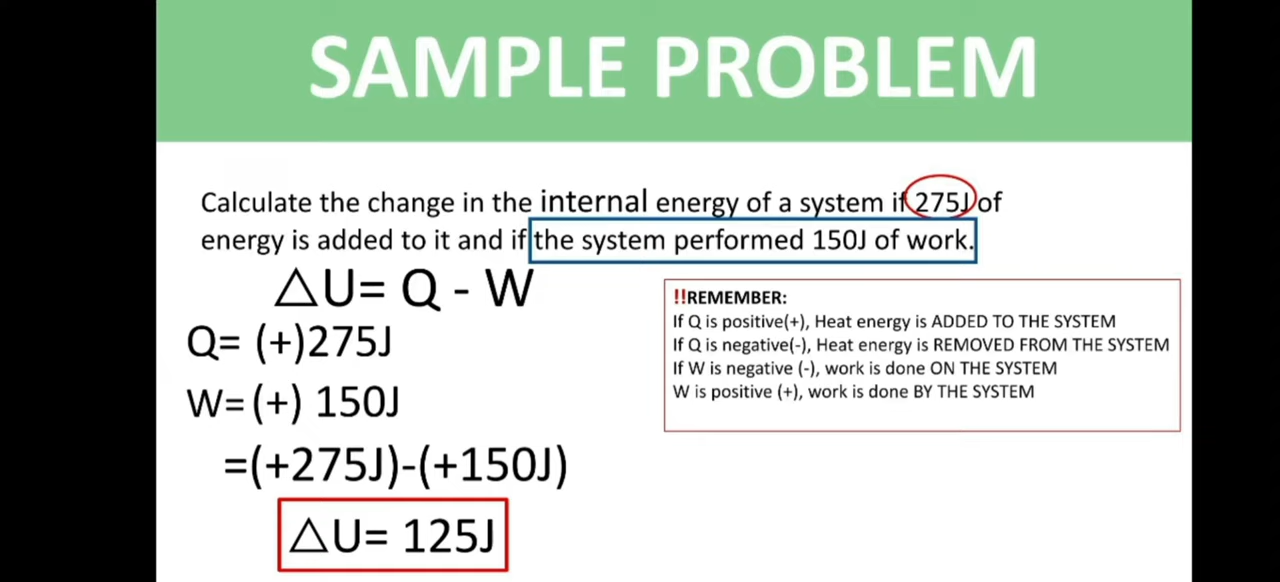 SAMPLE PROBLEM
Calculate the change in the internal energy of a system if 275J of
energy is added to it and if the system performed 150J of work.
△U= Q - W
Q= (+)275J
W= (+) 150J
=(+275J)-(+150J)
△U= 125J
!!REMEMBER:
If Q is positive(+), Heat energy is ADDED TO THE SYSTEM
If Q is negative(-), Heat energy is REMOVED FROM THE SYSTEM
If W is negative (-), work is done ON THE SYSTEM
W is positive (+), work is done BY THE SYSTEM